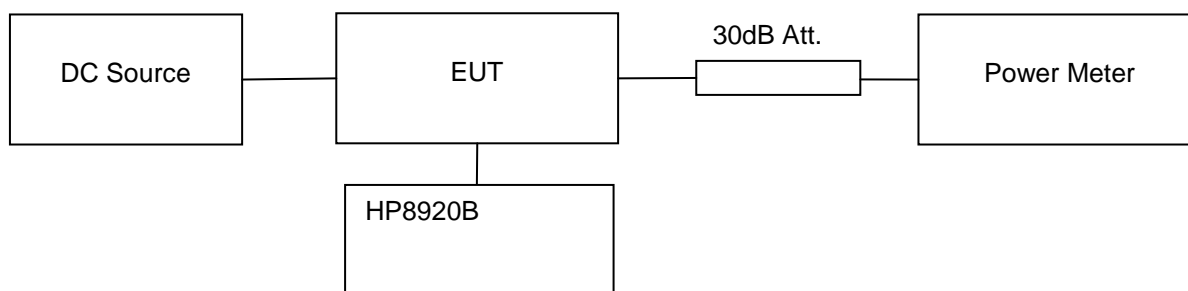 30dB Att.
DC Source
EUT
Power Meter
HP8920B